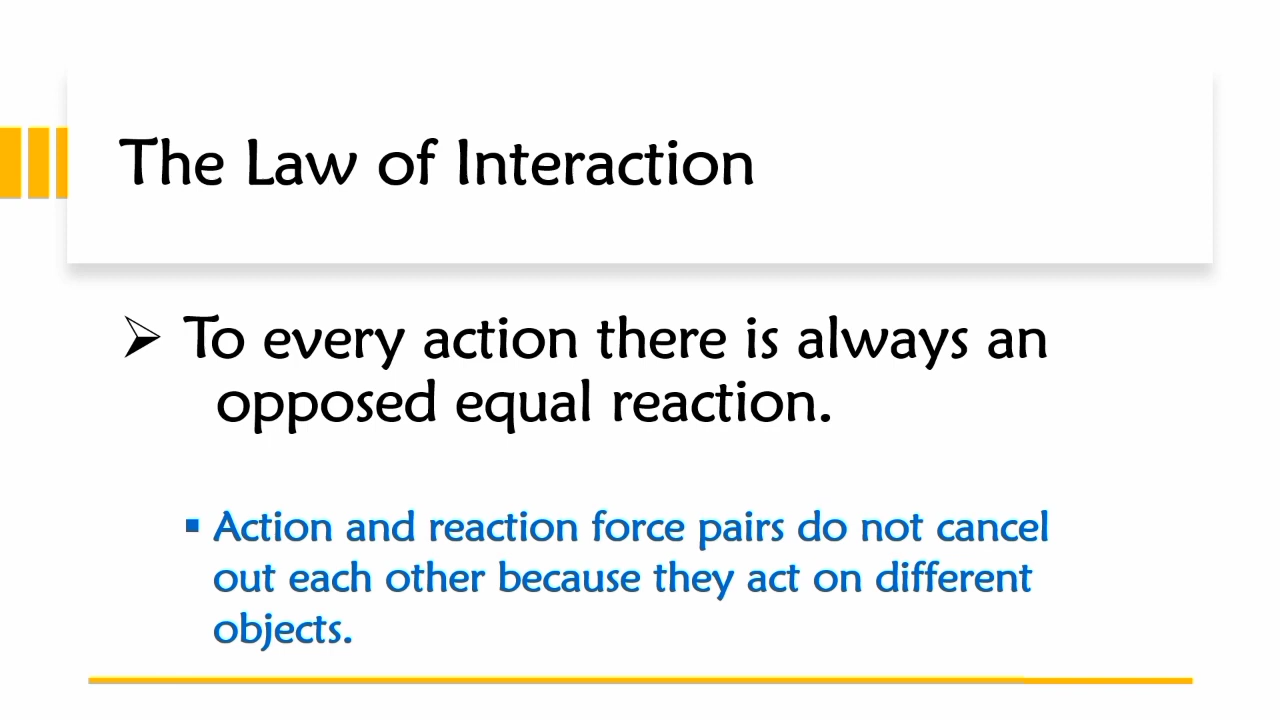 The Law of Interaction
➢ To every action there is always an
opposed equal reaction.
▪ Action and reaction force pairs do not cancel
out each other because they act on different
objects.